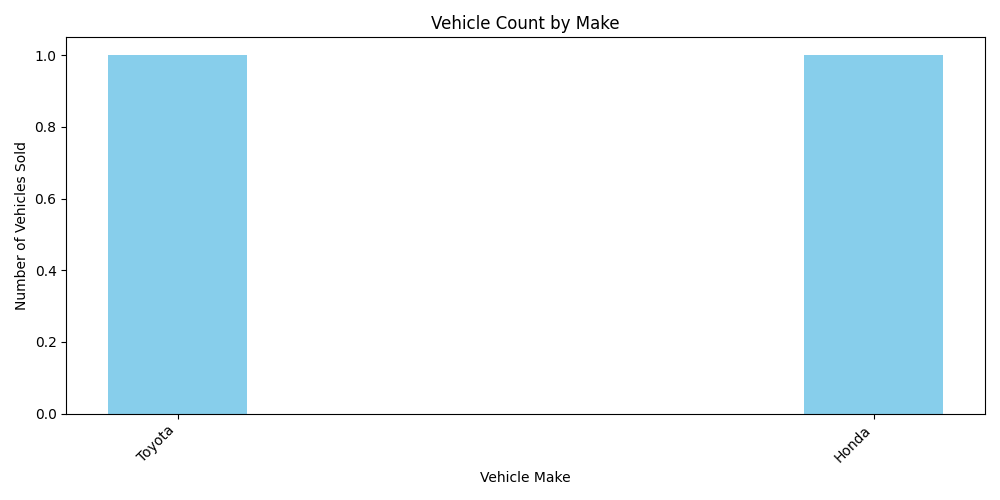 Vehicle Count by Make
Number of Vehicles Sold
1.0
0.8
0.6
0.4
0.2
0.0
Toyota
Honda
Vehicle Make